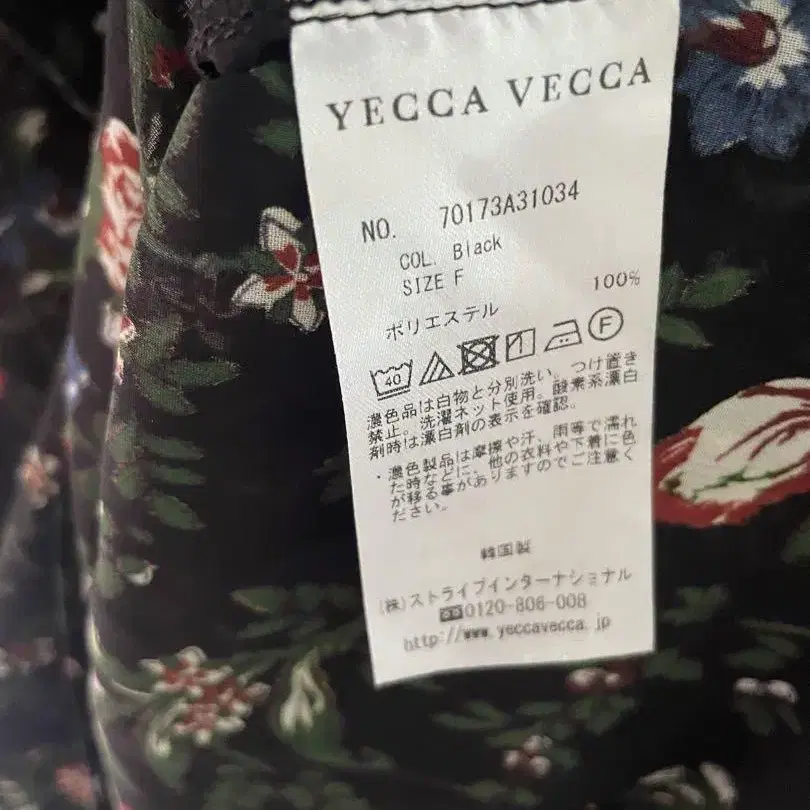 YECCA VECCA
NO. 70173A31034
COL. Black
SIZE F
ポリエステル 100%
40 F
濃色品は白物と分別洗い。つけ置き
禁止。洗濯ネット使用。酸素系漂白
剤時は漂白剤の表示を確認。
・濃色製品は摩擦や汗、雨等で濡れ
た時などに、他の衣料や下着に色
が移る事がありますのでご注意く
ださい。
韓国製
(株)ストライプインターナショナル
0120-806-008
http://www.yeccavecca.jp